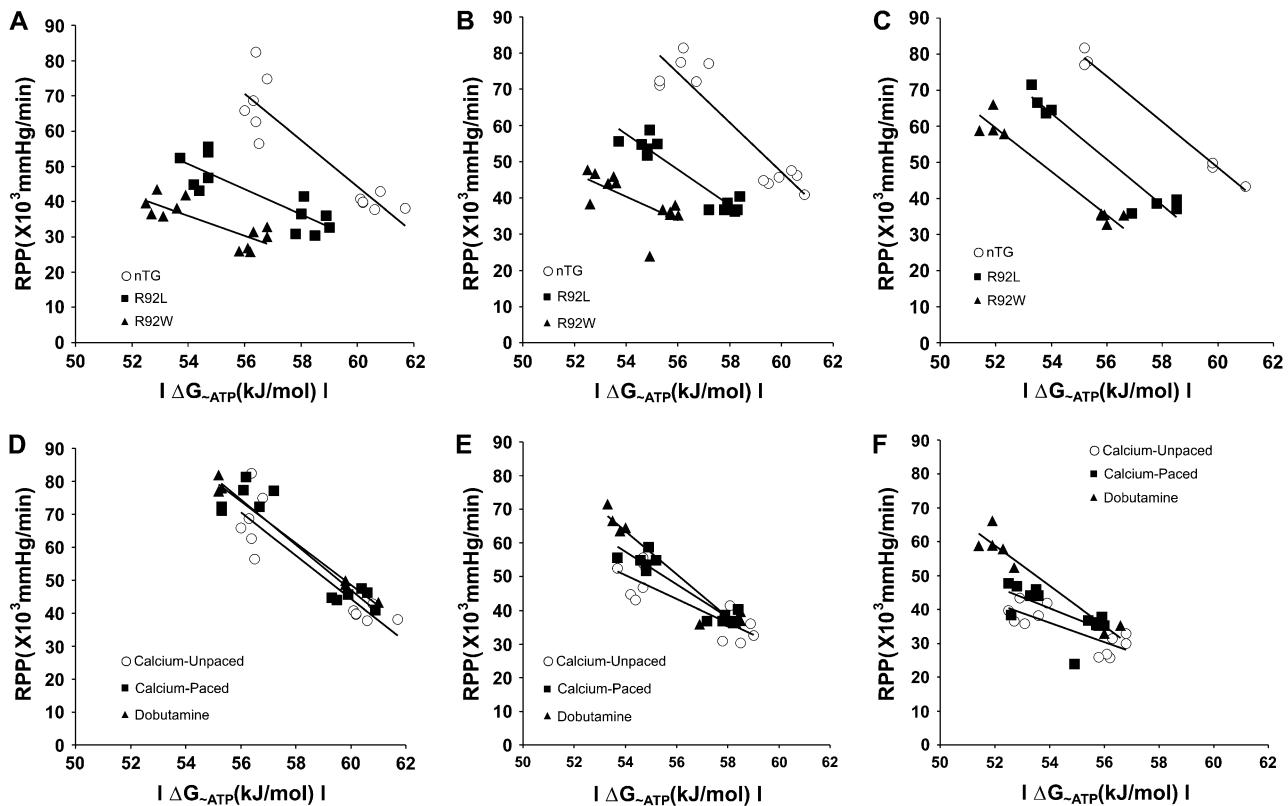 A
RPP(X10³mmHg/min)
90
80
70
60
50
40
30
20
10
0
nTG
R92L
R92W
50 52 54 56 58 60 62
I ΔG~ATP(kJ/mol) I
B
RPP(X10³mmHg/min)
90
80
70
60
50
40
30
20
10
0
nTG
R92L
R92W
50 52 54 56 58 60 62
I ΔG~ATP(kJ/mol) I
C
RPP(X10³mmHg/min)
90
80
70
60
50
40
30
20
10
0
nTG
R92L
R92W
50 52 54 56 58 60 62
I ΔG~ATP(kJ/mol) I
D
RPP(X10³mmHg/min)
90
80
70
60
50
40
30
20
10
0
Calcium-Unpaced
Calcium-Paced
Dobutamine
50 52 54 56 58 60 62
I ΔG~ATP(kJ/mol) I
E
RPP(X10³mmHg/min)
90
80
70
60
50
40
30
20
10
0
Calcium-Unpaced
Calcium-Paced
Dobutamine
50 52 54 56 58 60 62
I ΔG~ATP(kJ/mol) I
F
RPP(X10³mmHg/min)
90
80
70
60
50
40
30
20
10
0
Calcium-Unpaced
Calcium-Paced
Dobutamine
50 52 54 56 58 60 62
I ΔG~ATP(kJ/mol) I